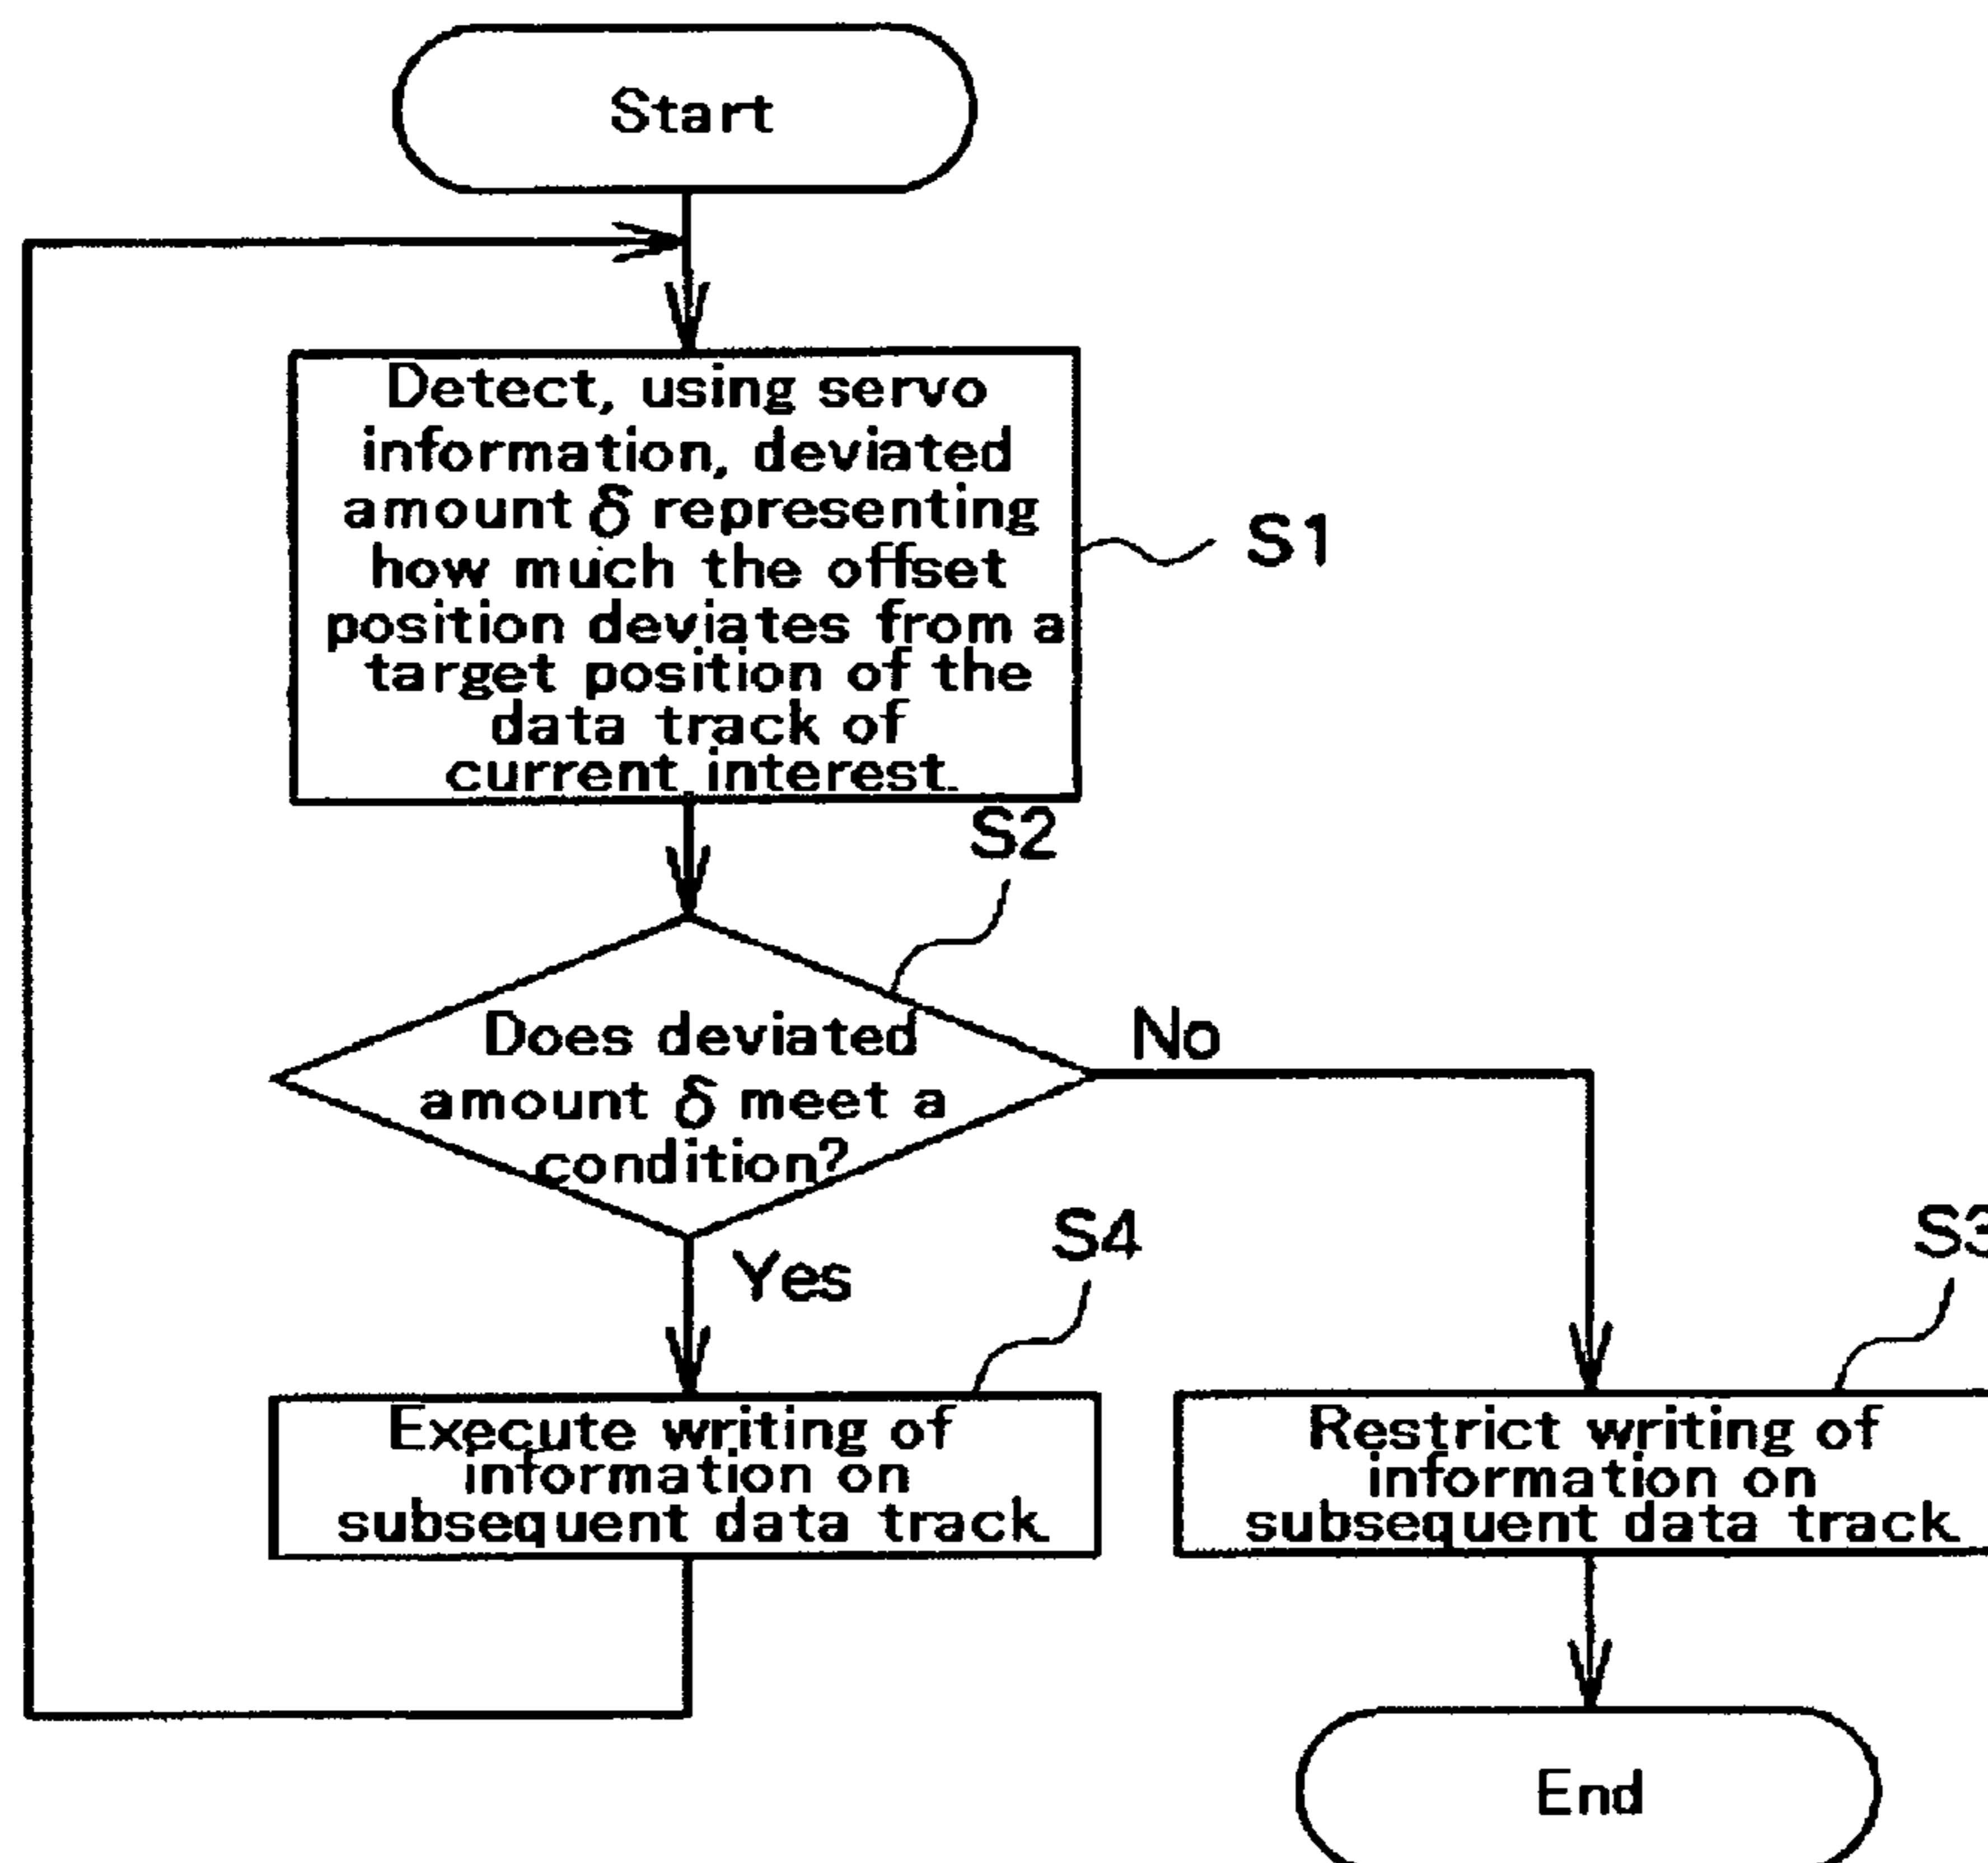 Start
Detect, using servo
information, deviated
amount δ representing
how much the offset
position deviates from a
target position of the
data track of
current interest.
S1
S2
Does deviated
amount δ meet a
condition?
No
Yes
S4
S3
Execute writing of
information on
subsequent data track
Restrict writing of
information on
subsequent data track
End